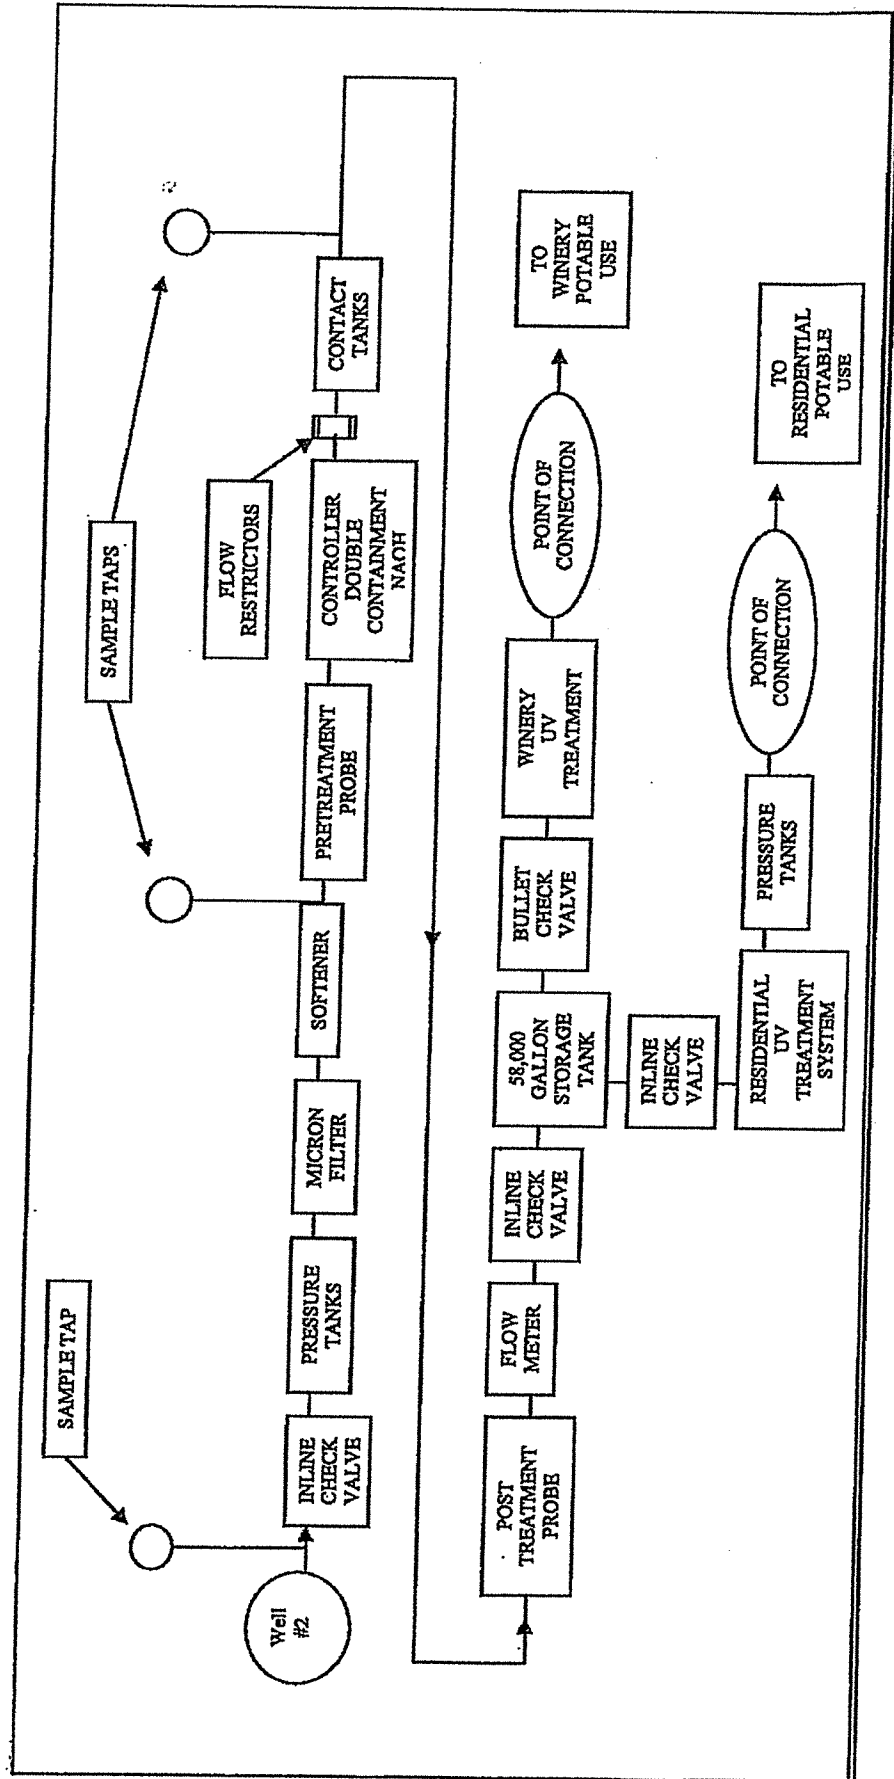 SAMPLE TAP
SAMPLE TAPS
Well
#2
INLINE
CHECK
VALVE
PRESSURE
TANKS
MICRON
FILTER
SOFTENER
PRETREATMENT
PROBE
CONTROLLER
DOUBLE
CONTAINMENT
NAOH
FLOW
RESTRICTORS
CONTACT
TANKS
POST
TREATMENT
PROBE
FLOW
METER
INLINE
CHECK
VALVE
58,000
GALLON
STORAGE
TANK
BULLET
CHECK
VALVE
WINERY
UV
TREATMENT
POINT OF
CONNECTION
TO
WINERY
POTABLE
USE
INLINE
CHECK
VALVE
RESIDENTIAL
UV
TREATMENT
SYSTEM
PRESSURE
TANKS
POINT OF
CONNECTION
TO
RESIDENTIAL
POTABLE
USE